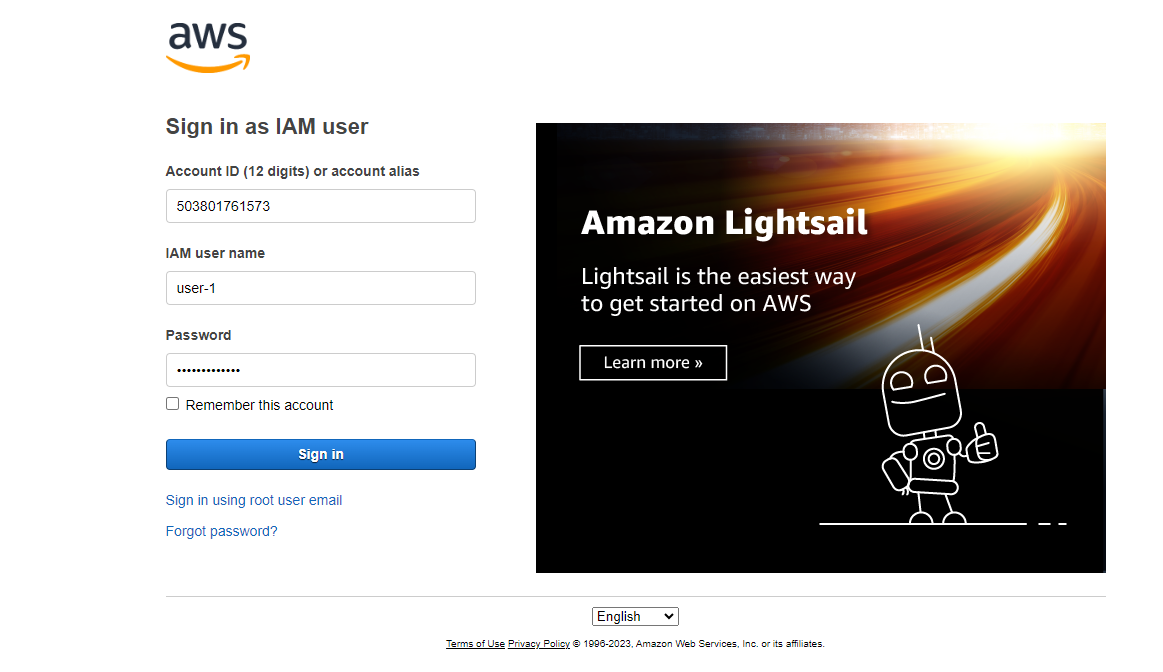 aws
Sign in as IAM user
Account ID (12 digits) or account alias
503801761573
IAM user name
user-1
Password
•••••••••••••
Remember this account
Sign in
Sign in using root user email
Forgot password?
Amazon Lightsail
Lightsail is the easiest way
to get started on AWS
Learn more »
English
Terms of Use Privacy Policy © 1996-2023, Amazon Web Services, Inc. or its affiliates.